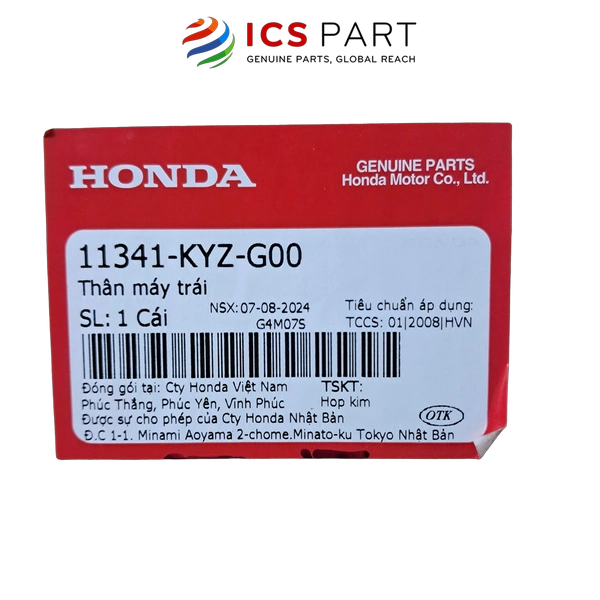 ICS PART
GENUINE PARTS, GLOBAL REACH
HONDA
GENUINE PARTS
Honda Motor Co., Ltd.
11341-KYZ-G00
Thân máy trái
SL: 1 Cái
NSX: 07-08-2024
G4M07S
Tiêu chuẩn áp dụng:
TCCS: 01|2008|HVN
Đóng gói tại: Cty Honda Việt Nam
Phúc Thắng, Phúc Yên, Vĩnh Phúc
Được sự cho phép của Cty Honda Nhật Bản
Đ.C 1-1. Minami Aoyama 2-chome.Minato-ku Tokyo Nhật Bản
TSKT:
Hop kim
OTK